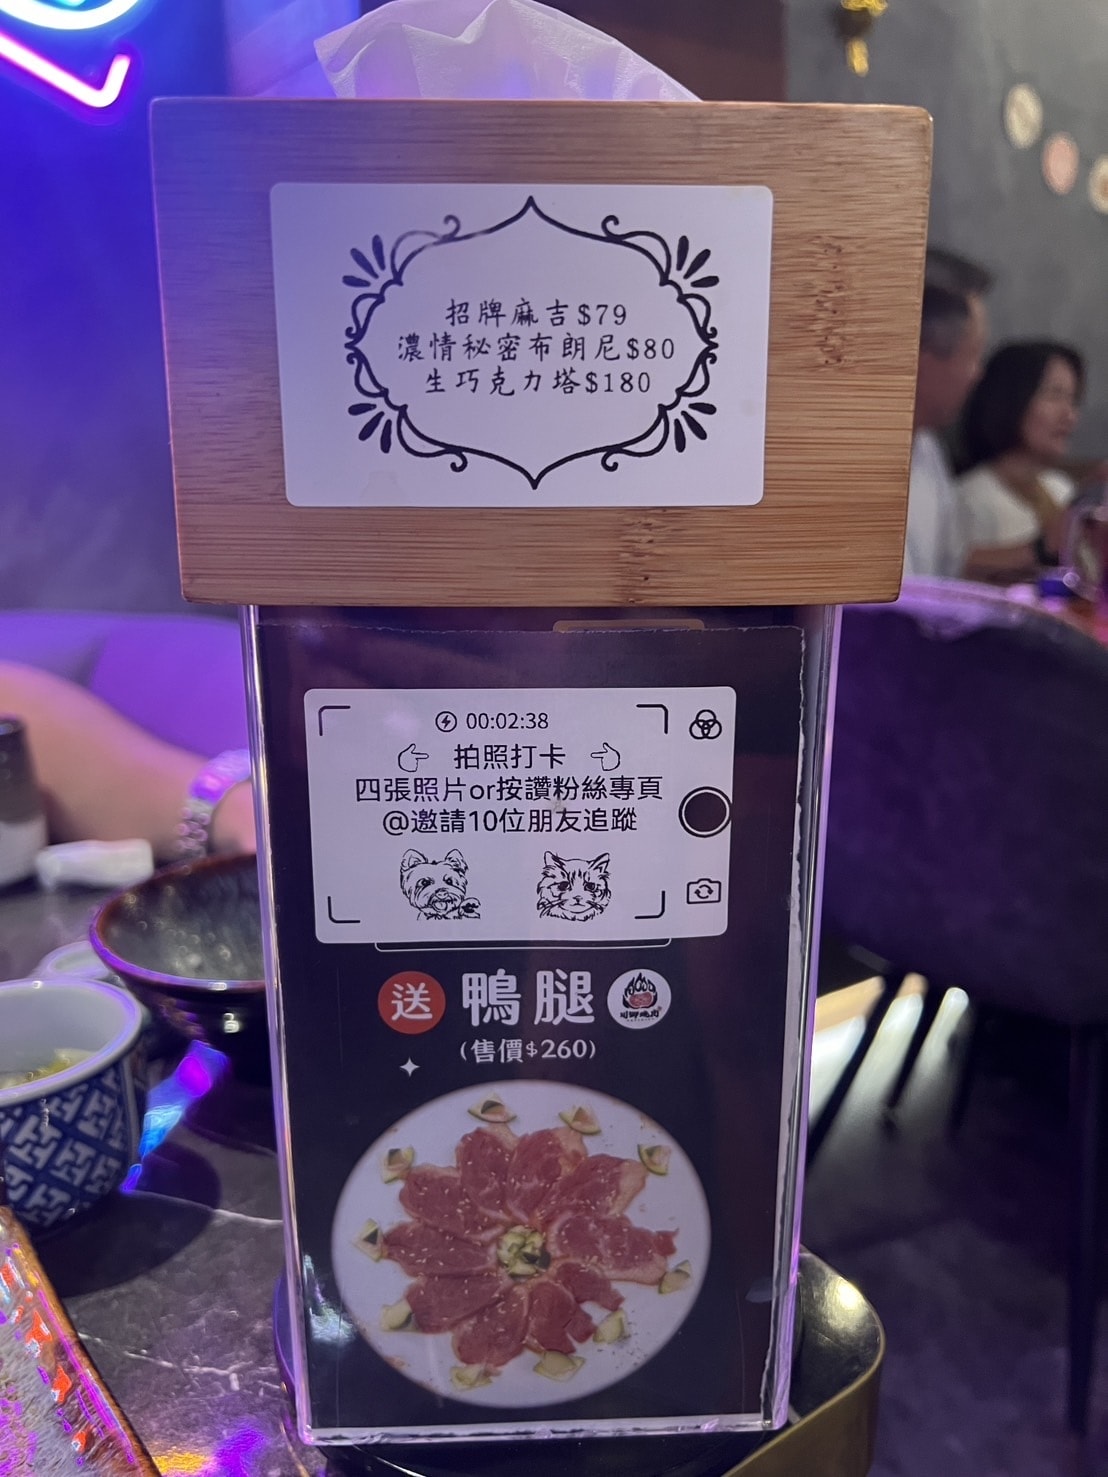 招牌麻吉$79
濃情秘密布朗尼$80
生巧克力塔$180
00:02:38
拍照打卡
四張照片or按讚粉絲專頁
@邀請10位朋友追蹤
送 鴨腿
(售價$260)